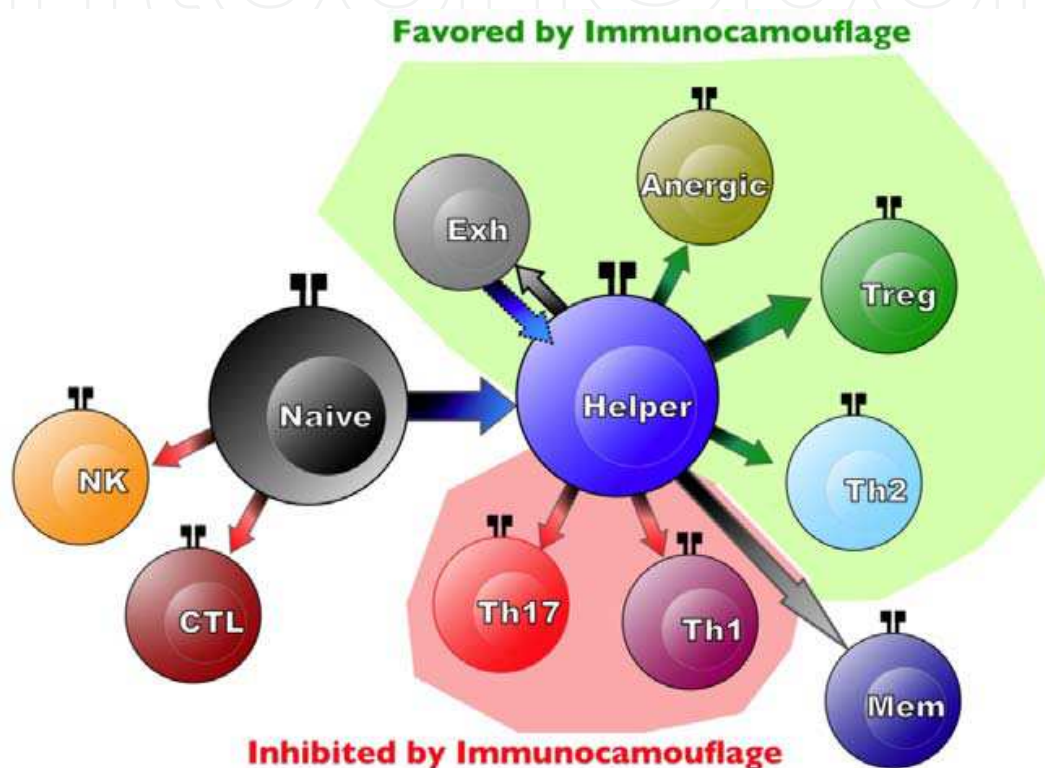 Favored by Immunocamouflage
Anergic
Exh
Treg
Naive
Helper
NK
Th2
CTL
Th17
Th1
Mem
Inhibited by Immunocamouflage